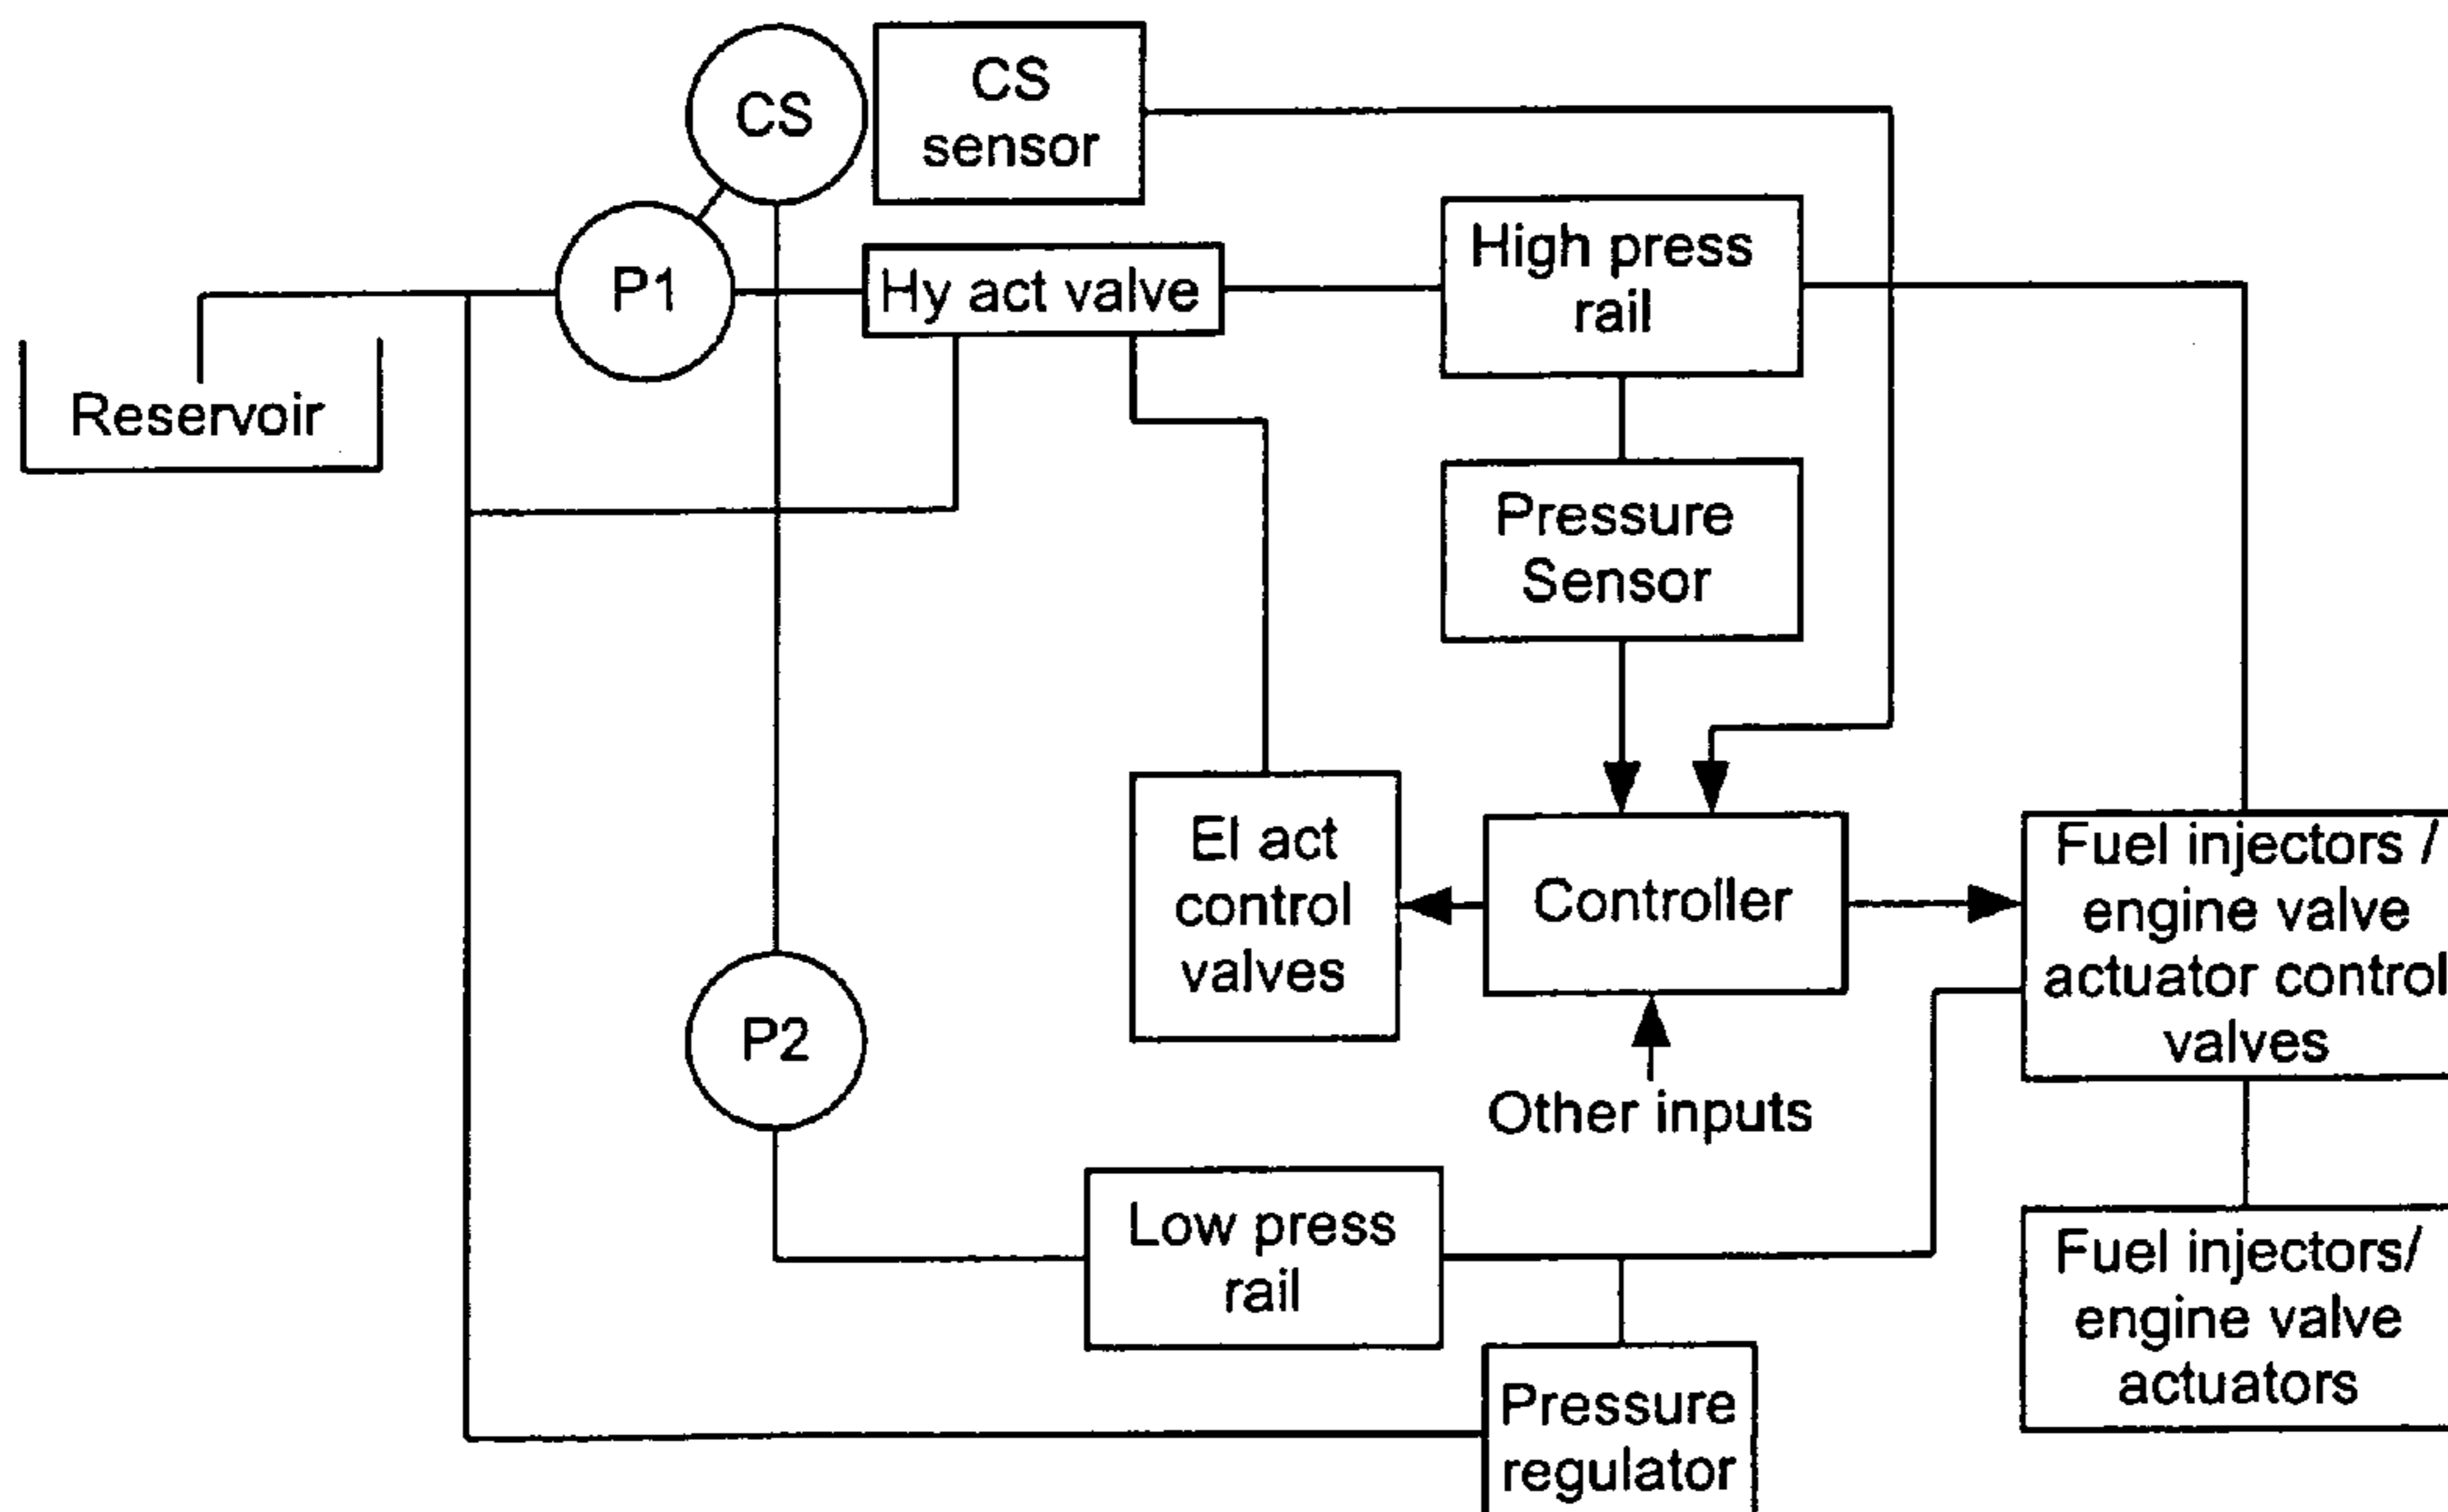 CS
CS
sensor
P1
Hy act valve
High press
rail
Reservoir
Pressure
Sensor
El act
control
valves
Controller
Fuel injectors /
engine valve
actuator control
valves
P2
Other inputs
Low press
rail
Fuel injectors/
engine valve
actuators
Pressure
regulator